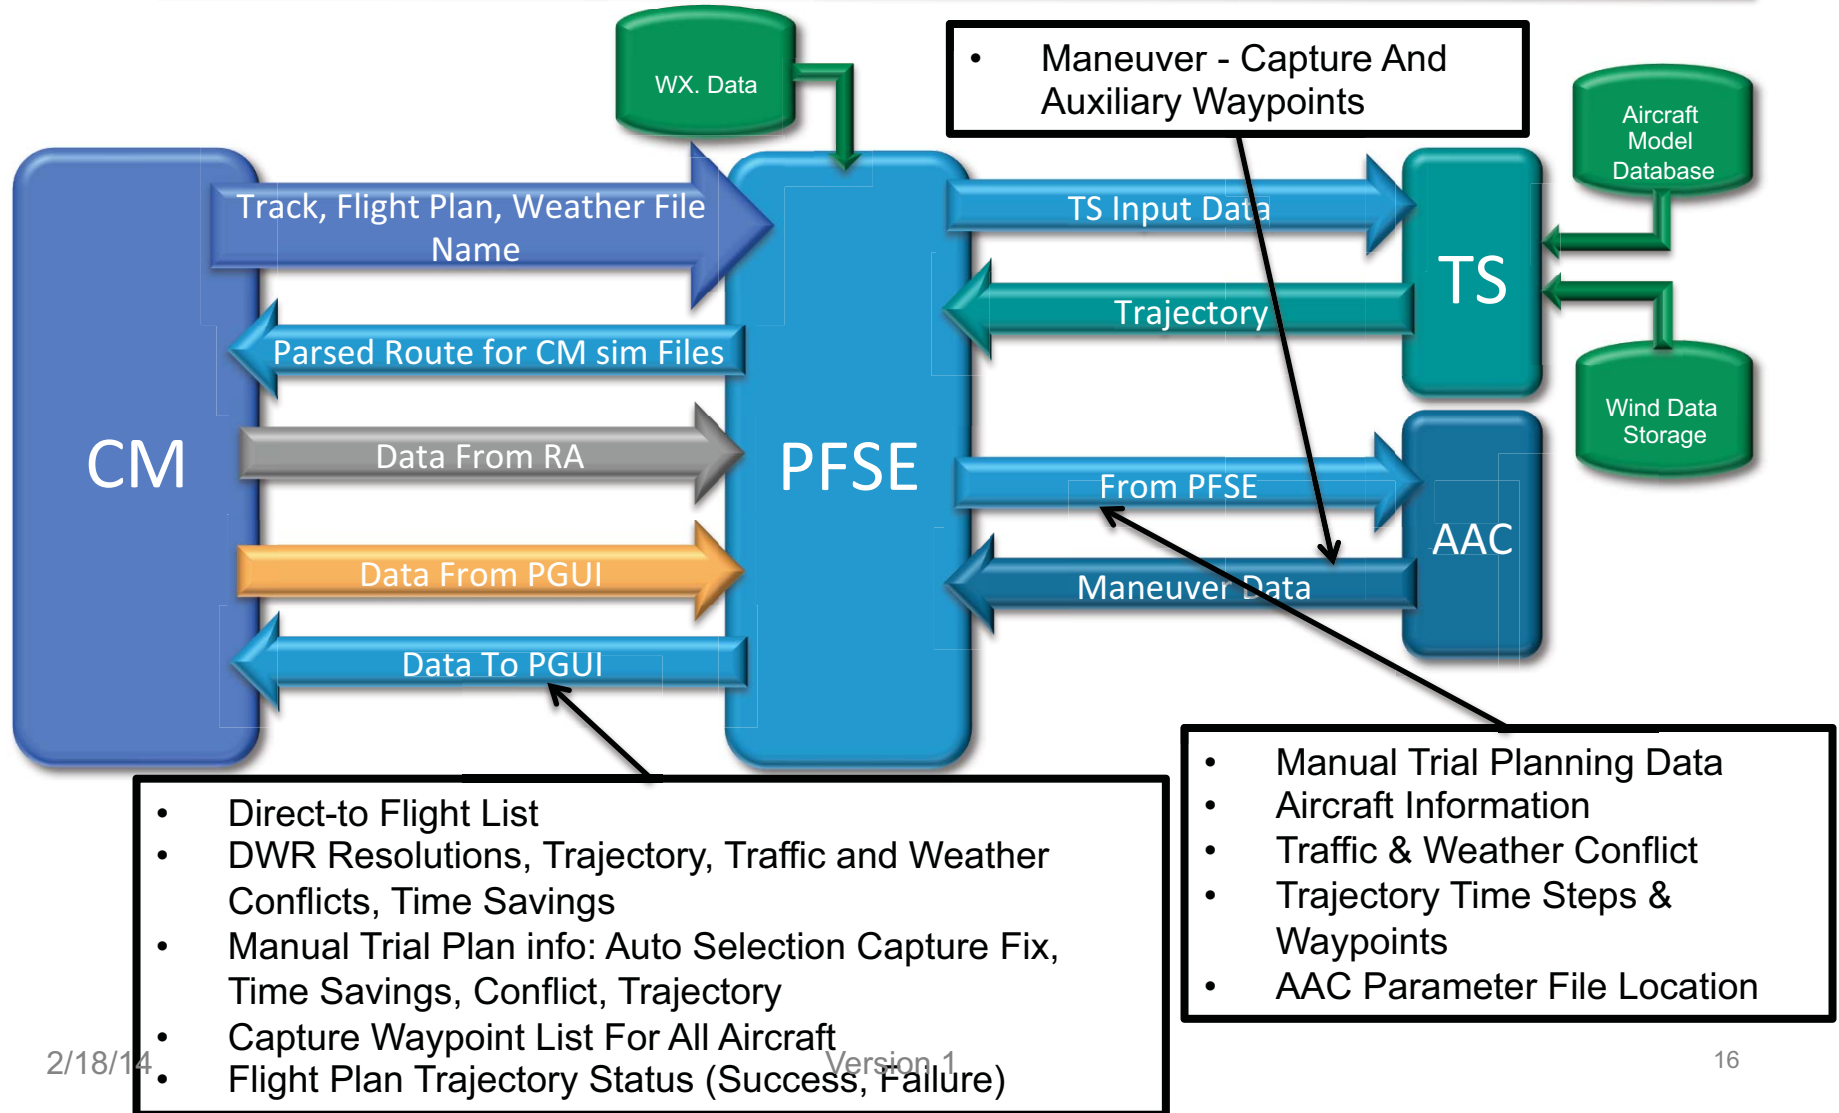 WX. Data
• Maneuver - Capture And
Auxiliary Waypoints
Aircraft
Model
Database
Track, Flight Plan, Weather File
Name
TS Input Data
TS
Trajectory
Parsed Route for CM sim Files
Wind Data
Storage
CM
Data From RA
PFSE
From PFSE
AAC
Data From PGUI
Maneuver Data
Data To PGUI
• Direct-to Flight List
• DWR Resolutions, Trajectory, Traffic and Weather
Conflicts, Time Savings
• Manual Trial Plan info: Auto Selection Capture Fix,
Time Savings, Conflict, Trajectory
• Capture Waypoint List For All Aircraft
• Flight Plan Trajectory Status (Success, Failure)
• Manual Trial Planning Data
• Aircraft Information
• Traffic & Weather Conflict
• Trajectory Time Steps &
Waypoints
• AAC Parameter File Location
2/18/14
Version 1
16